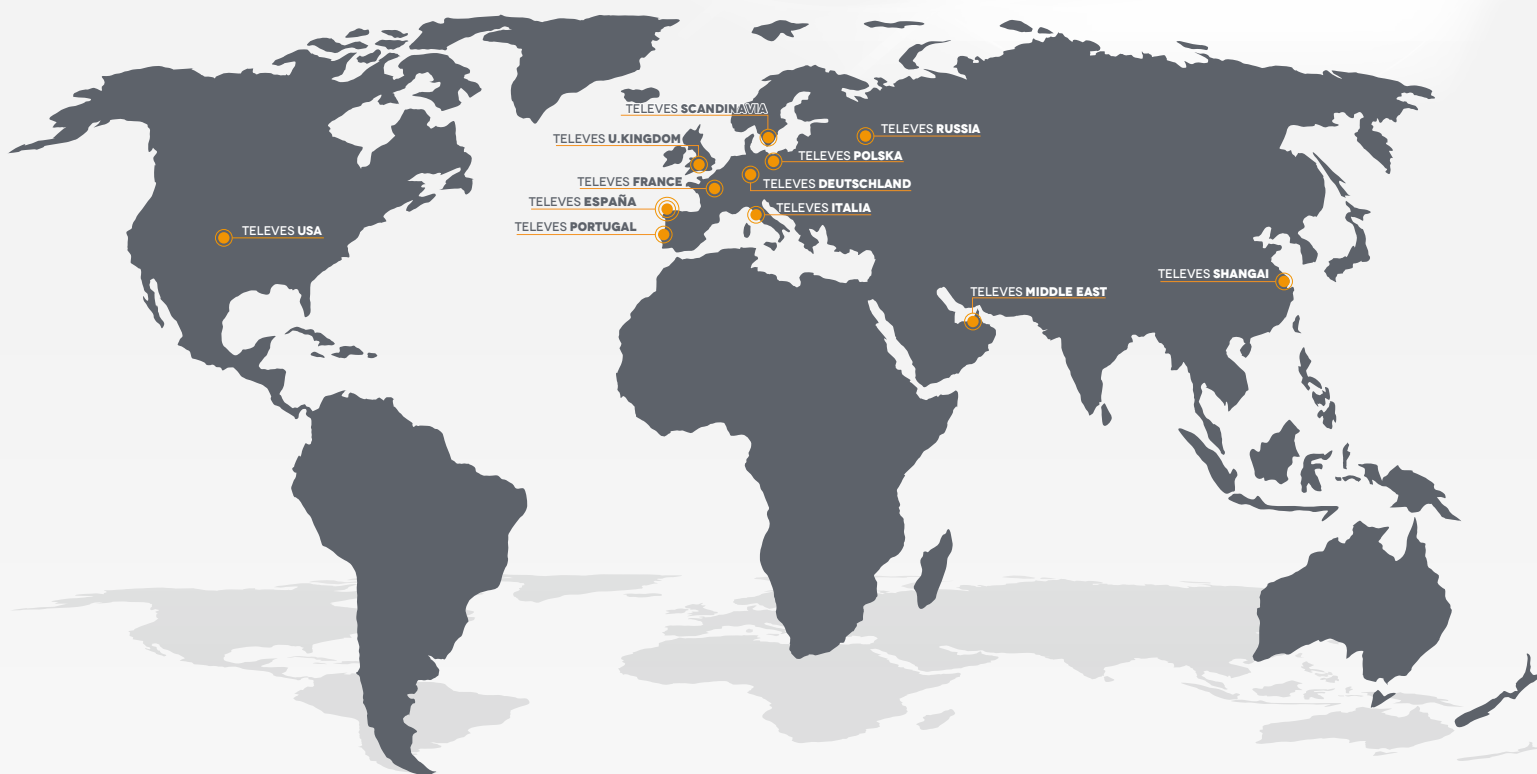 TELEVES SCANDINAVIA
TELEVES RUSSIA
TELEVES U.KINGDOM
TELEVES POLSKA
TELEVES FRANCE
TELEVES DEUTSCHLAND
TELEVES ESPAÑA
TELEVES ITALIA
TELEVES PORTUGAL
TELEVES USA
TELEVES SHANGAI
TELEVES MIDDLE EAST